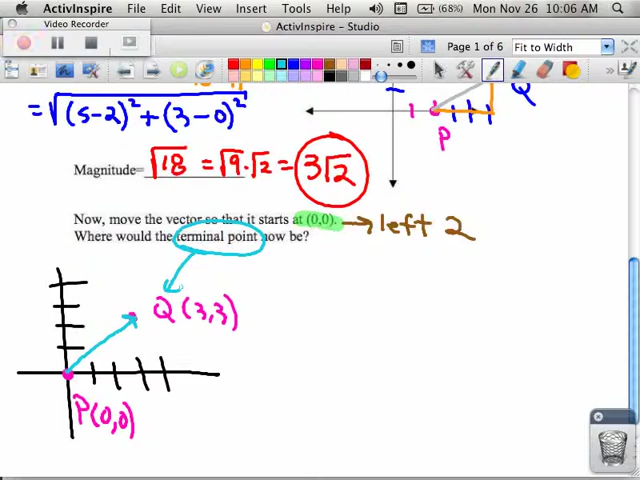 ActivInspire File Edit View Insert Tools Help (68%) Mon Nov 26 10:06 AM
Video Recorder
ActivInspire - Studio
Page 1 of 6 Fit to Width
= √(5-2)² + (3-0)²
Q
P
Magnitude= √18 = √9·√2 = 3√2
Now, move the vector so that it starts at (0,0). → left 2
Where would the terminal point now be?
Q(3,3)
P(0,0)